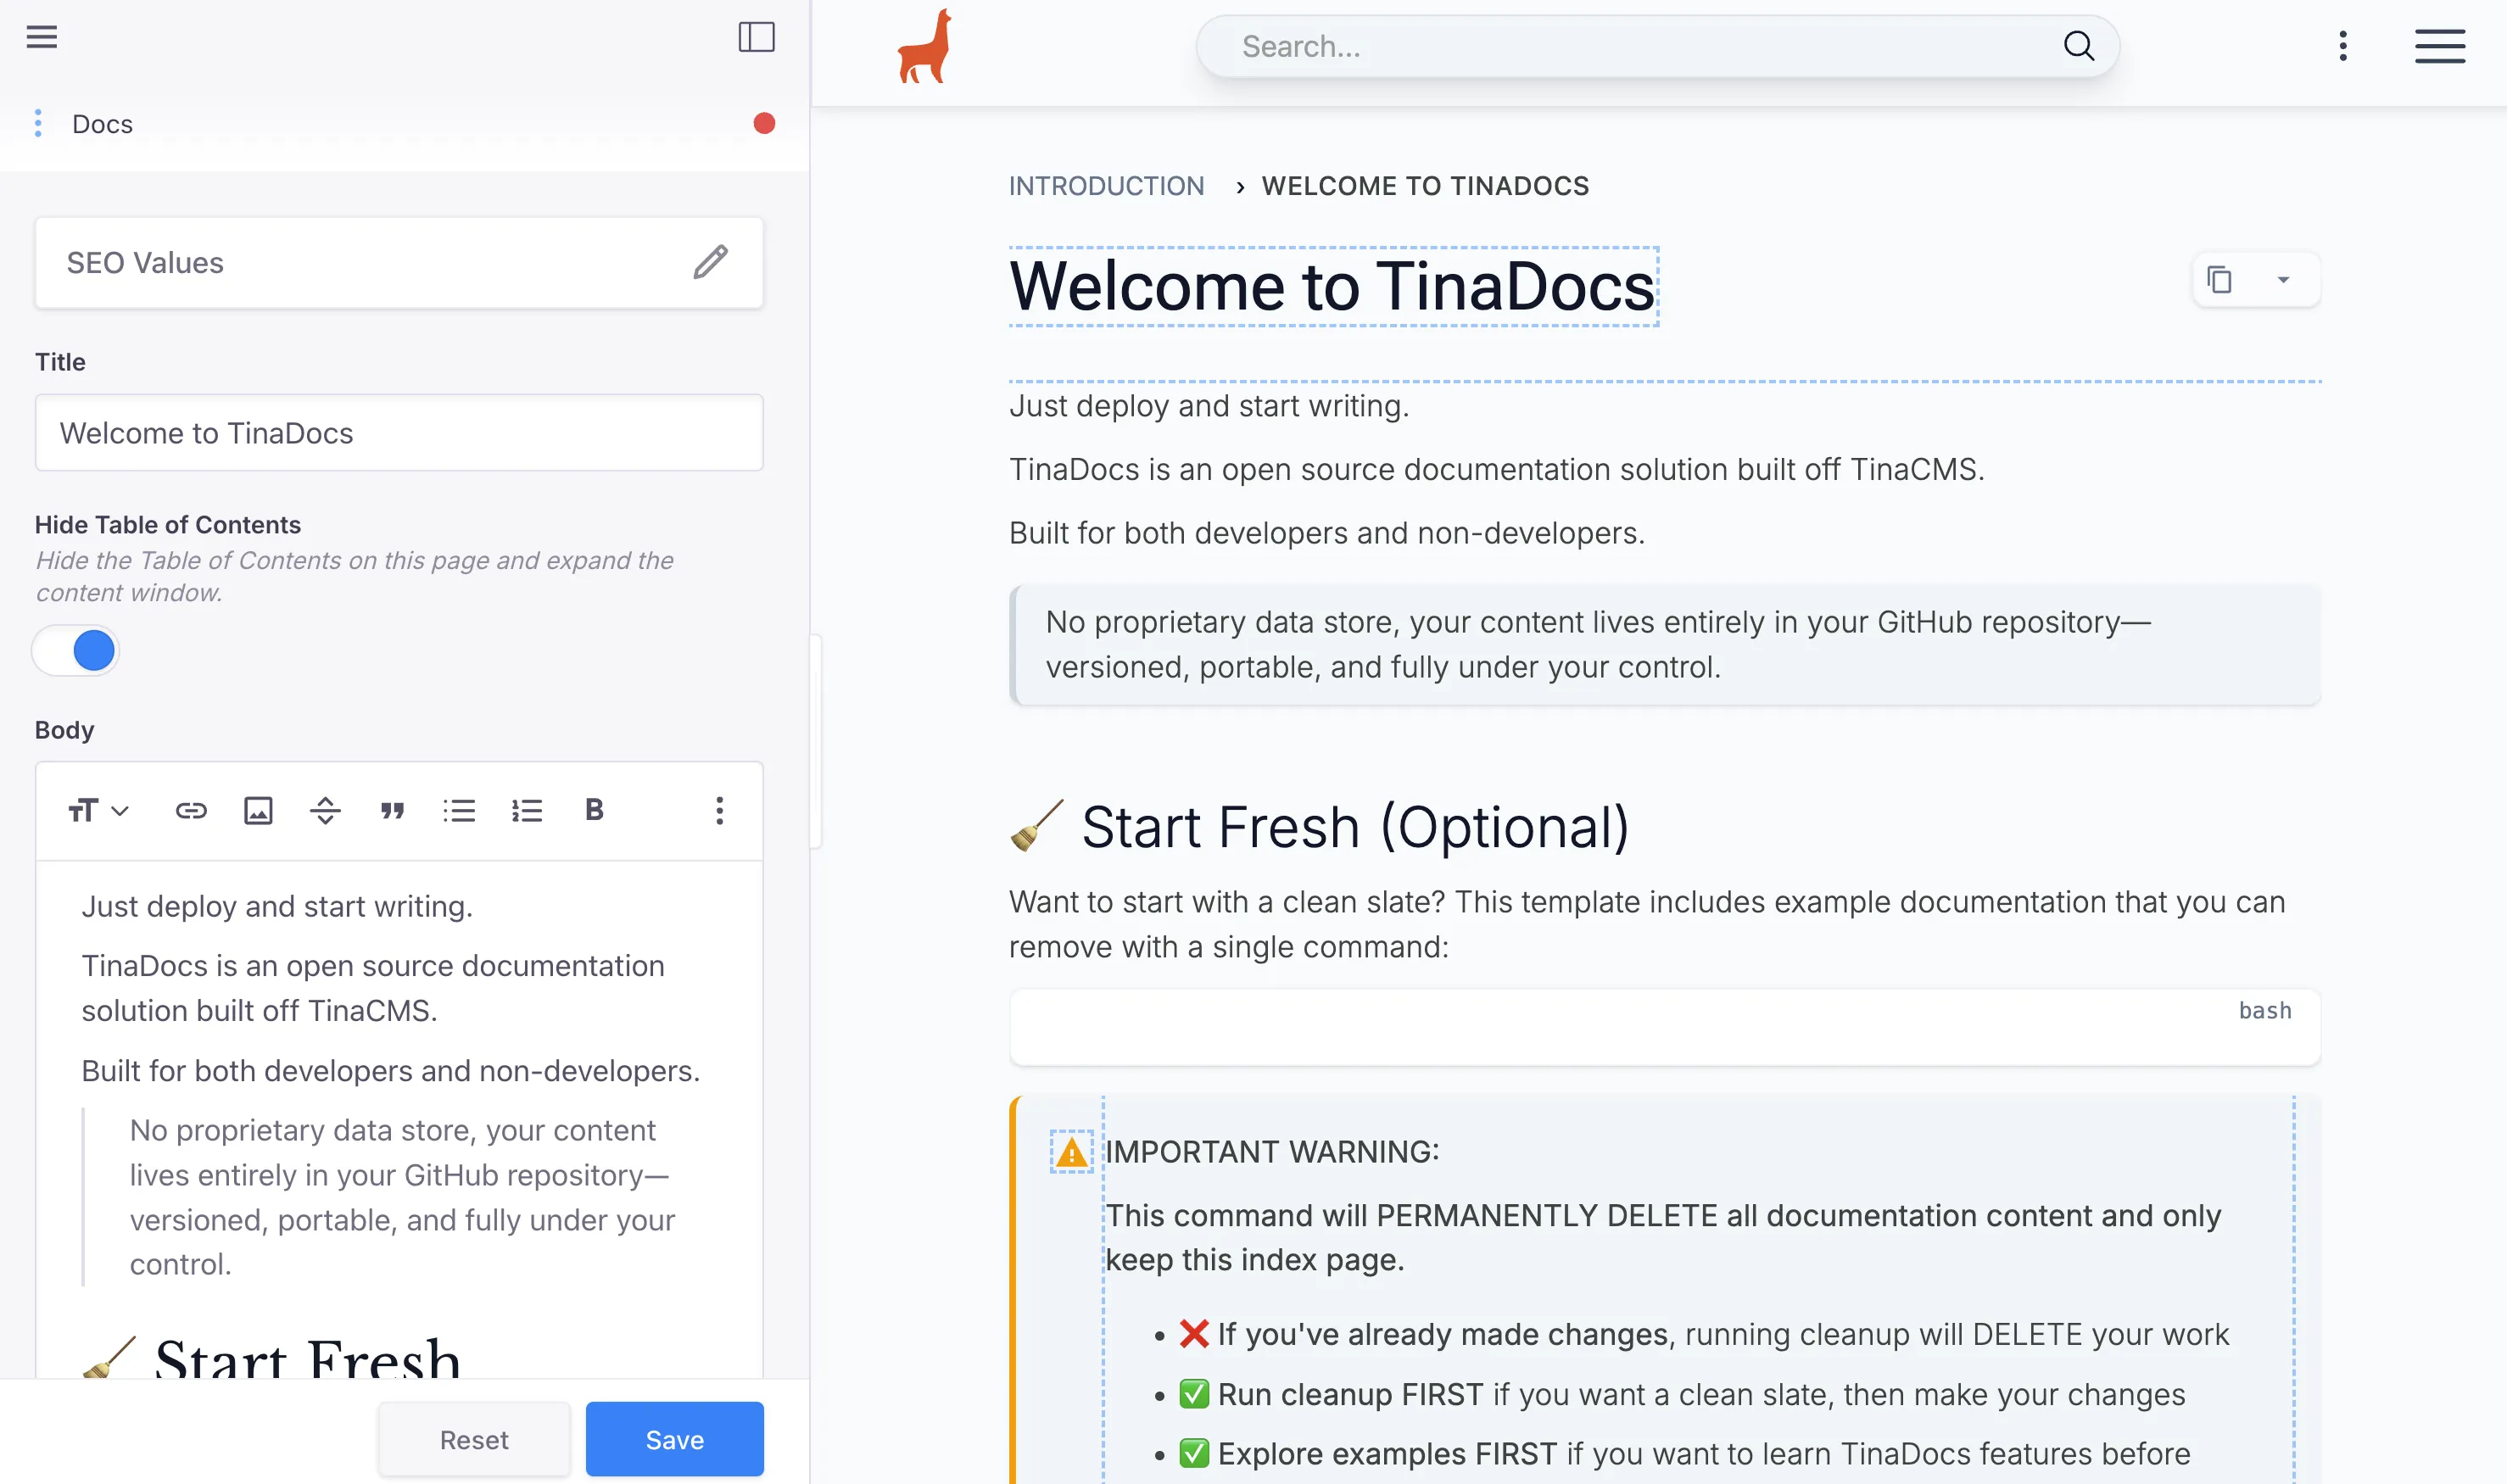 Docs
SEO Values
Title
Welcome to TinaDocs
Hide Table of Contents
Hide the Table of Contents on this page and expand the
content window.
Body
TT
B
Just deploy and start writing.
TinaDocs is an open source documentation
solution built off TinaCMS.
Built for both developers and non-developers.
No proprietary data store, your content
lives entirely in your GitHub repository—
versioned, portable, and fully under your
control.
🧹 Start Fresh
Reset
Save
Search...
INTRODUCTION › WELCOME TO TINADOCS
Welcome to TinaDocs
Just deploy and start writing.
TinaDocs is an open source documentation solution built off TinaCMS.
Built for both developers and non-developers.
No proprietary data store, your content lives entirely in your GitHub repository—
versioned, portable, and fully under your control.
🧹 Start Fresh (Optional)
Want to start with a clean slate? This template includes example documentation that you can
remove with a single command:
bash
IMPORTANT WARNING:
This command will PERMANENTLY DELETE all documentation content and only
keep this index page.
• ❌ If you've already made changes, running cleanup will DELETE your work
• ✅ Run cleanup FIRST if you want a clean slate, then make your changes
• ✅ Explore examples FIRST if you want to learn TinaDocs features before